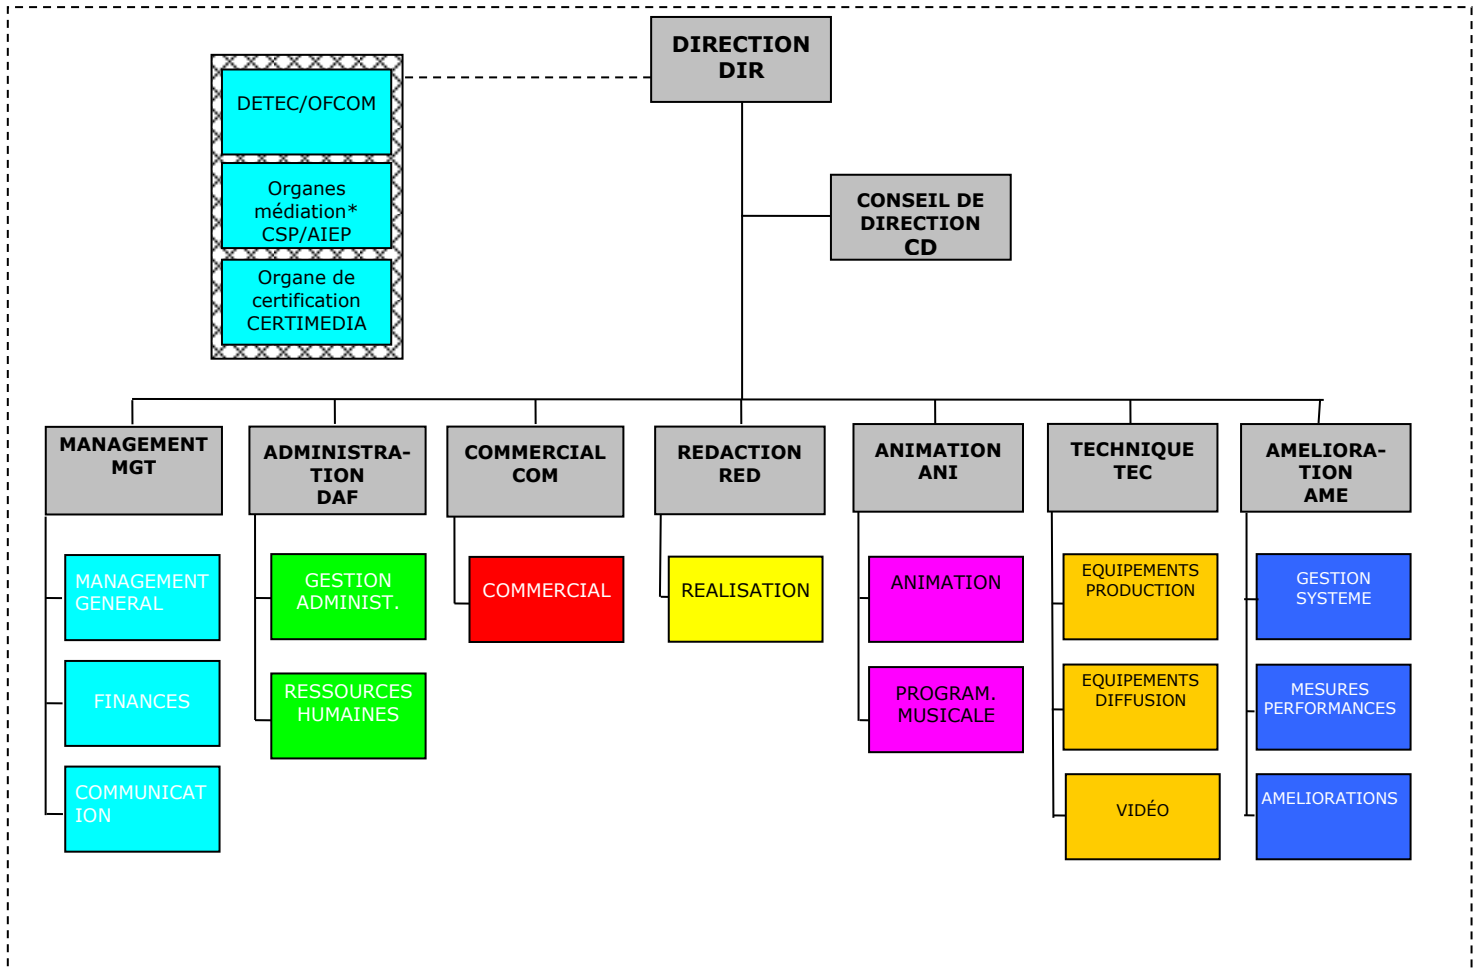 DIRECTION
DIR
DETEC/OFCOM
Organes
médiation*
CSP/AIEP
Organe de
certification
CERTIMEDIA
CONSEIL DE
DIRECTION
CD
MANAGEMENT
MGT
ADMINISTRA-
TION
DAF
COMMERCIAL
COM
REDACTION
RED
ANIMATION
ANI
TECHNIQUE
TEC
AMELIORA-
TION
AME
MANAGEMENT
GENERAL
GESTION
ADMINIST.
COMMERCIAL
REALISATION
ANIMATION
EQUIPEMENTS
PRODUCTION
GESTION
SYSTEME
FINANCES
RESSOURCES
HUMAINES
PROGRAM.
MUSICALE
EQUIPEMENTS
DIFFUSION
MESURES
PERFORMANCES
COMMUNICAT
ION
VIDÉO
AMELIORATIONS